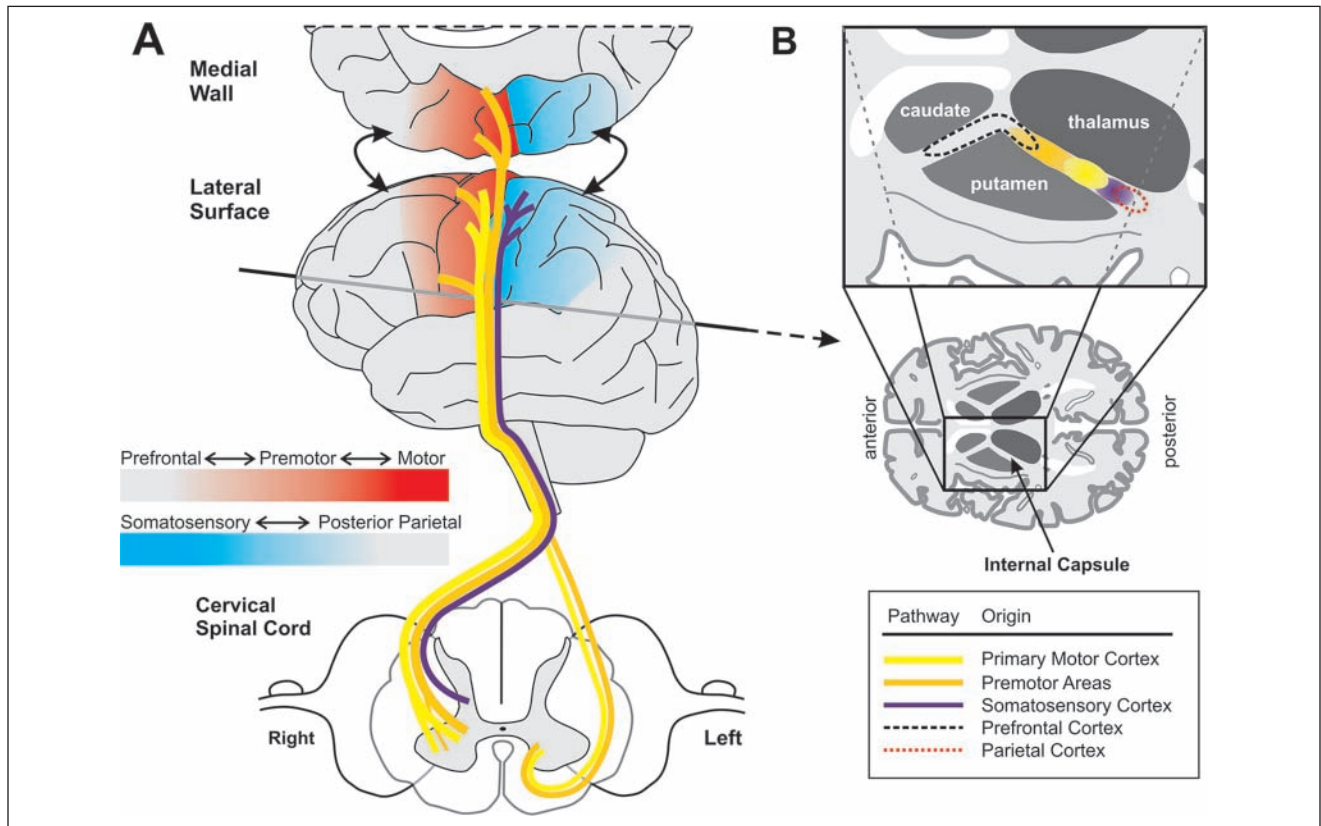 A
Medial
Wall
Lateral
Surface
Prefrontal Premotor Motor
Somatosensory Posterior Parietal
Cervical
Spinal Cord
Right
Left
B
caudate
thalamus
putamen
anterior
posterior
Internal Capsule
Pathway Origin
Primary Motor Cortex
Premotor Areas
Somatosensory Cortex
Prefrontal Cortex
Parietal Cortex